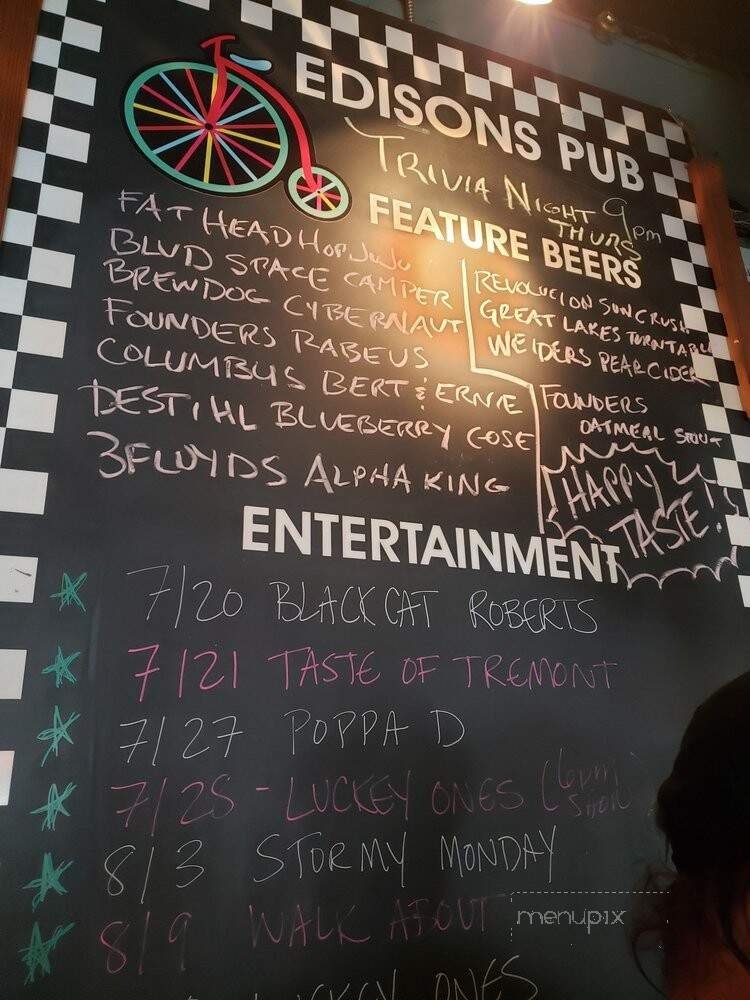 EDISONS PUB
TRIVIA NIGHT 9pm
THURS
FEATURE BEERS
FAT HEAD HOP JUJU
BLVD SPACE CAMPER
BREWDOG CYBERNAUT
FOUNDERS RABEUS
COLUMBUS BERT & ERNIE
DESTIHL BLUEBERRY GOSE
3FLOYDS ALPHA KING
REVOLUCION SUNCRUSH
GREAT LAKES TURNTABLE
WEIDERS PEAR CIDER
FOUNDERS
OATMEAL STOUT
HAPPY
TASTE!
ENTERTAINMENT
7/20 BLACK CAT ROBERTS
7/21 TASTE OF TREMONT
7/27 POPPA D
7/28 - LUCKEY ONES (6pm
SHOW)
8/3 STORMY MONDAY
8/9 WALK ABOUT
ONES
menupix